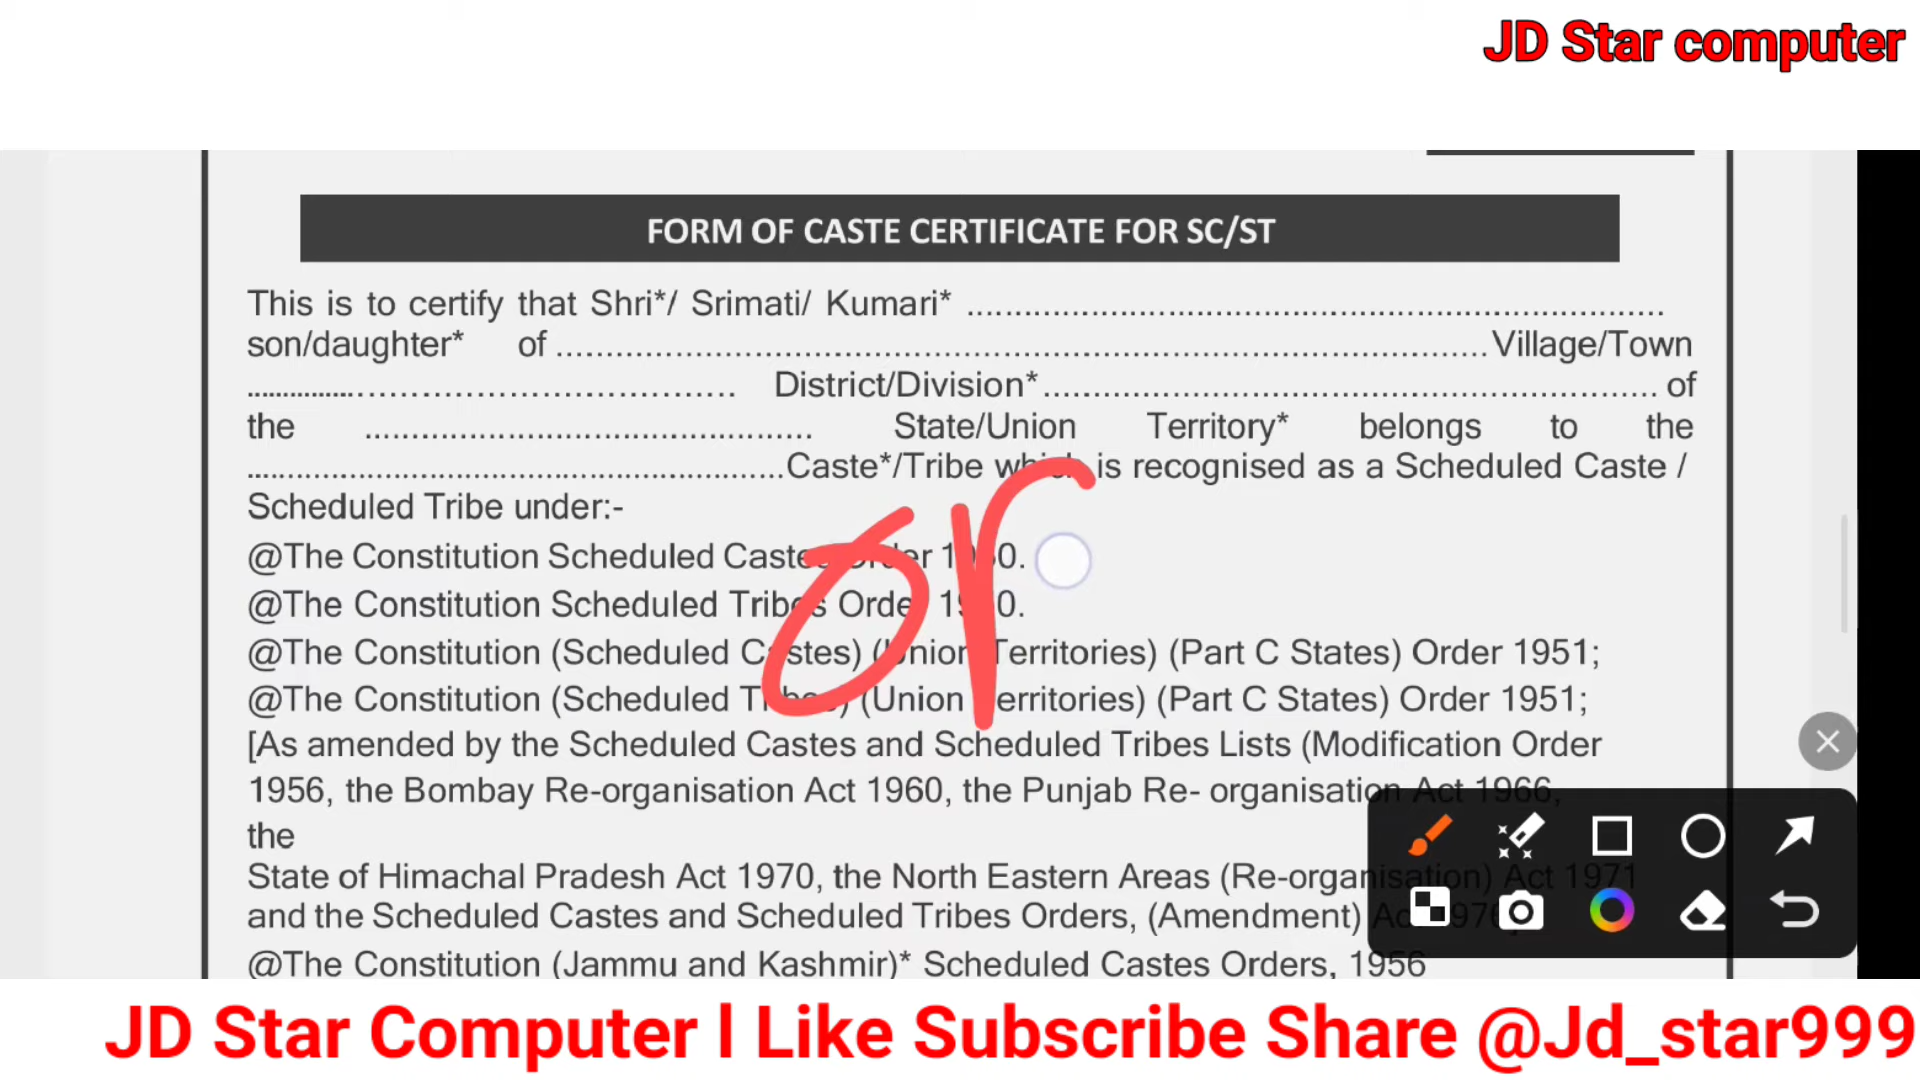 JD Star computer
FORM OF CASTE CERTIFICATE FOR SC/ST
This is to certify that Shri*/ Srimati/ Kumari* ......................................................................
son/daughter* of ............................................................................................. Village/Town
................................................. District/Division* .............................................................. of
the ................................................ State/Union Territory* belongs to the
......................................................... Caste*/Tribe which is recognised as a Scheduled Caste /
Scheduled Tribe under:-
or
@The Constitution Scheduled Castes Order 1950.
@The Constitution Scheduled Tribes Order 1950.
@The Constitution (Scheduled Castes) (Union Territories) (Part C States) Order 1951;
@The Constitution (Scheduled Tribes) (Union Territories) (Part C States) Order 1951;
[As amended by the Scheduled Castes and Scheduled Tribes Lists (Modification Order
1956, the Bombay Re-organisation Act 1960, the Punjab Re- organisation Act 1966,
the
State of Himachal Pradesh Act 1970, the North Eastern Areas (Re-organisation) Act 1971
and the Scheduled Castes and Scheduled Tribes Orders, (Amendment)
@The Constitution (Jammu and Kashmir)* Scheduled Castes Orders, 1956
JD Star Computer l Like Subscribe Share @Jd_star999